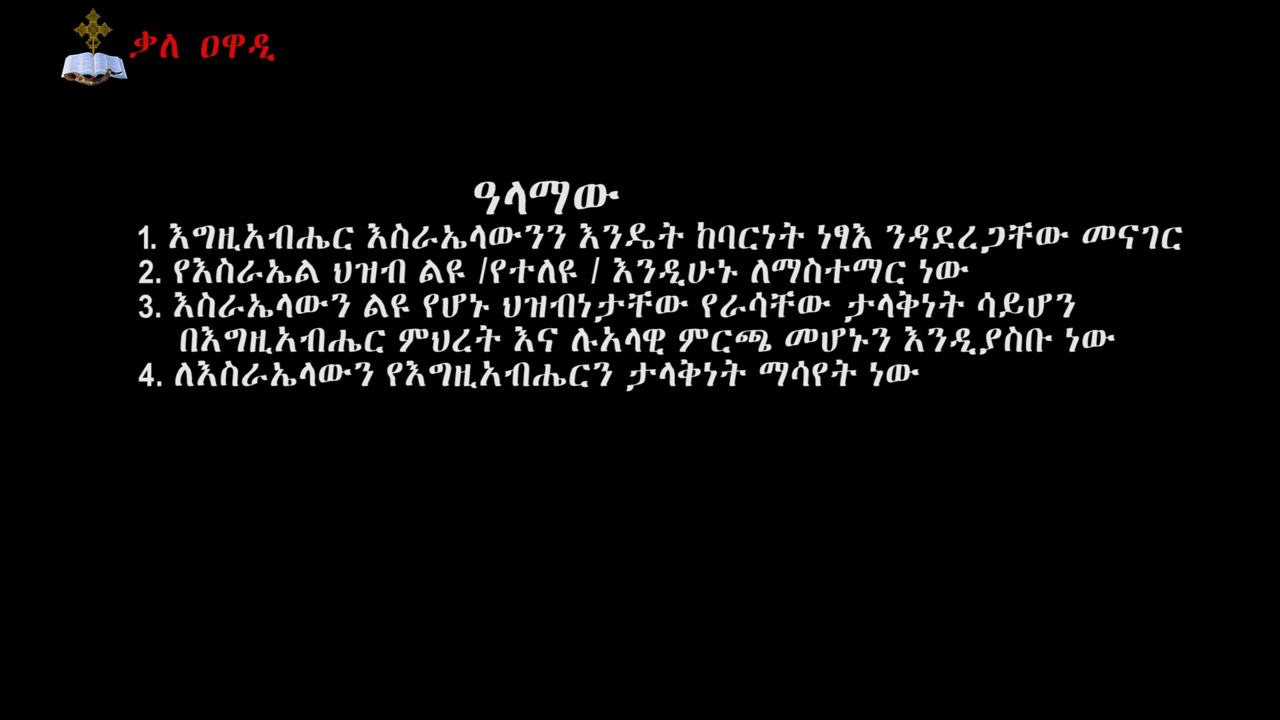 ቃለ ዐዋዲ
ዓላማው
1. እግዚአብሔር እስራኤላውንን እንዴት ከባርነት ነፃእ ንዳደረጋቸው መናገር
2. የእስራኤል ህዝብ ልዩ /የተለዩ / እንዲሁኑ ለማስተማር ነው
3. እስራኤላውን ልዩ የሆኑ ህዝብነታቸው የራሳቸው ታላቅነት ሳይሆን
በእግዚአብሔር ምህረት እና ሉአላዊ ምርጫ መሆኑን እንዲያስቡ ነው
4. ለእስራኤላውን የእግዚአብሔርን ታላቅነት ማሳየት ነው